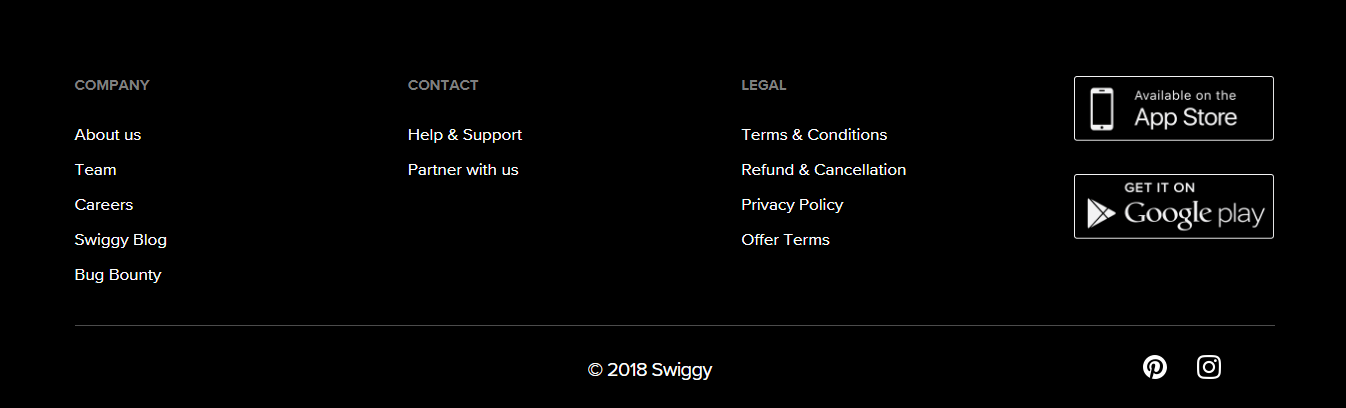 COMPANY
About us
Team
Careers
Swiggy Blog
Bug Bounty
CONTACT
Help & Support
Partner with us
LEGAL
Terms & Conditions
Refund & Cancellation
Privacy Policy
Offer Terms
Available on the
App Store
GET IT ON
Google play
© 2018 Swiggy